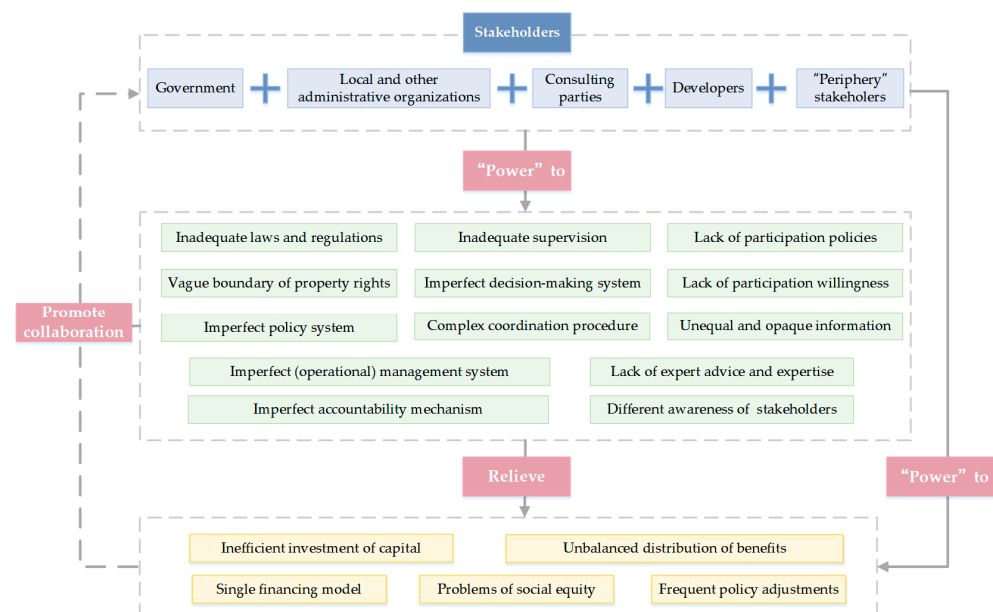 Stakeholders
Government
Local and other
administrative organizations
Consulting
parties
Developers
“Periphery”
stakeholers
“Power” to
Inadequate laws and regulations
Inadequate supervision
Lack of participation policies
Vague boundary of property rights
Imperfect decision-making system
Lack of participation willingness
Promote
collaboration
Imperfect policy system
Complex coordination procedure
Unequal and opaque information
Imperfect (operational) management system
Lack of expert advice and expertise
Imperfect accountability mechanism
Different awareness of stakeholders
Relieve
“Power” to
Inefficient investment of capital
Unbalanced distribution of benefits
Single financing model
Problems of social equity
Frequent policy adjustments